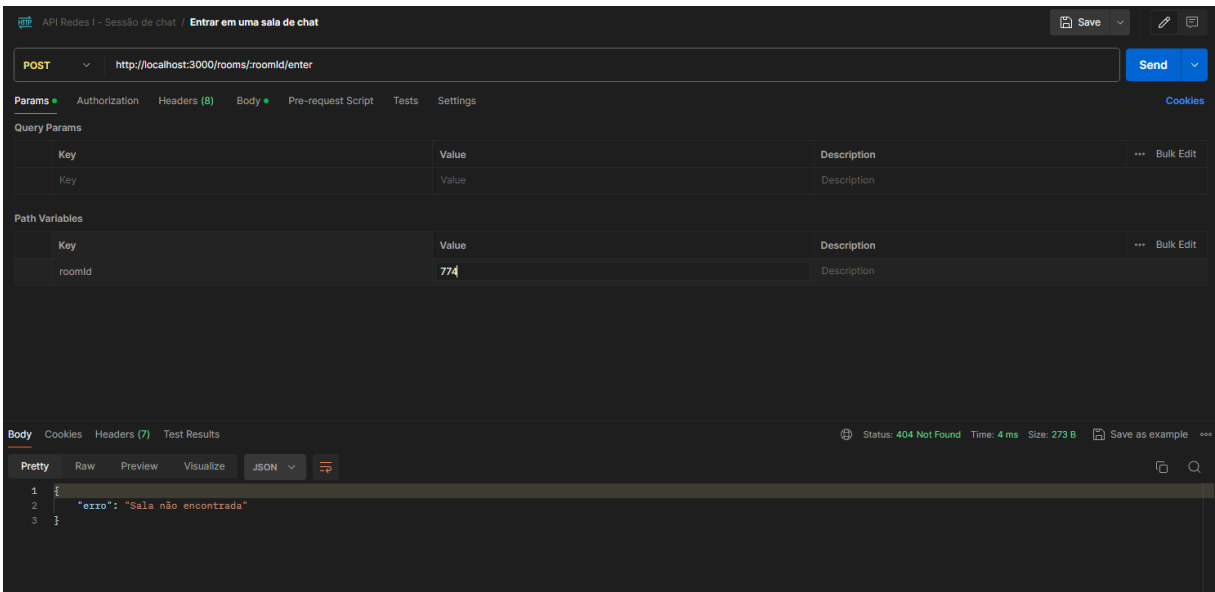 HTTP API Redes I - Sessão de chat / Entrar em uma sala de chat Save
POST http://localhost:3000/rooms/:roomId/enter Send
Params Authorization Headers (8) Body Pre-request Script Tests Settings Cookies
Query Params
Key Value Description ••• Bulk Edit
Key Value Description
Path Variables
Key Value Description ••• Bulk Edit
roomId 774 Description
Body Cookies Headers (7) Test Results Status: 404 Not Found Time: 4 ms Size: 273 B Save as example
Pretty Raw Preview Visualize JSON
1 {
2 "erro": "Sala não encontrada"
3 }